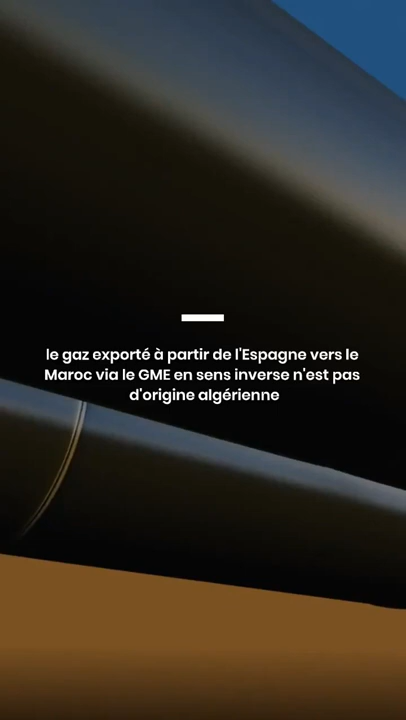 le gaz exporté à partir de l'Espagne vers le
Maroc via le GME en sens inverse n'est pas
d'origine algérienne